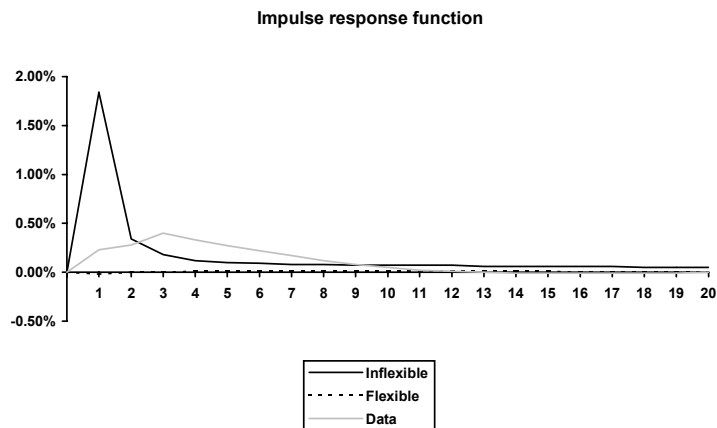 Impulse response function
2.00%
1.50%
1.00%
0.50%
0.00%
-0.50%
1 2 3 4 5 6 7 8 9 10 11 12 13 14 15 16 17 18 19 20
Inflexible
Flexible
Data